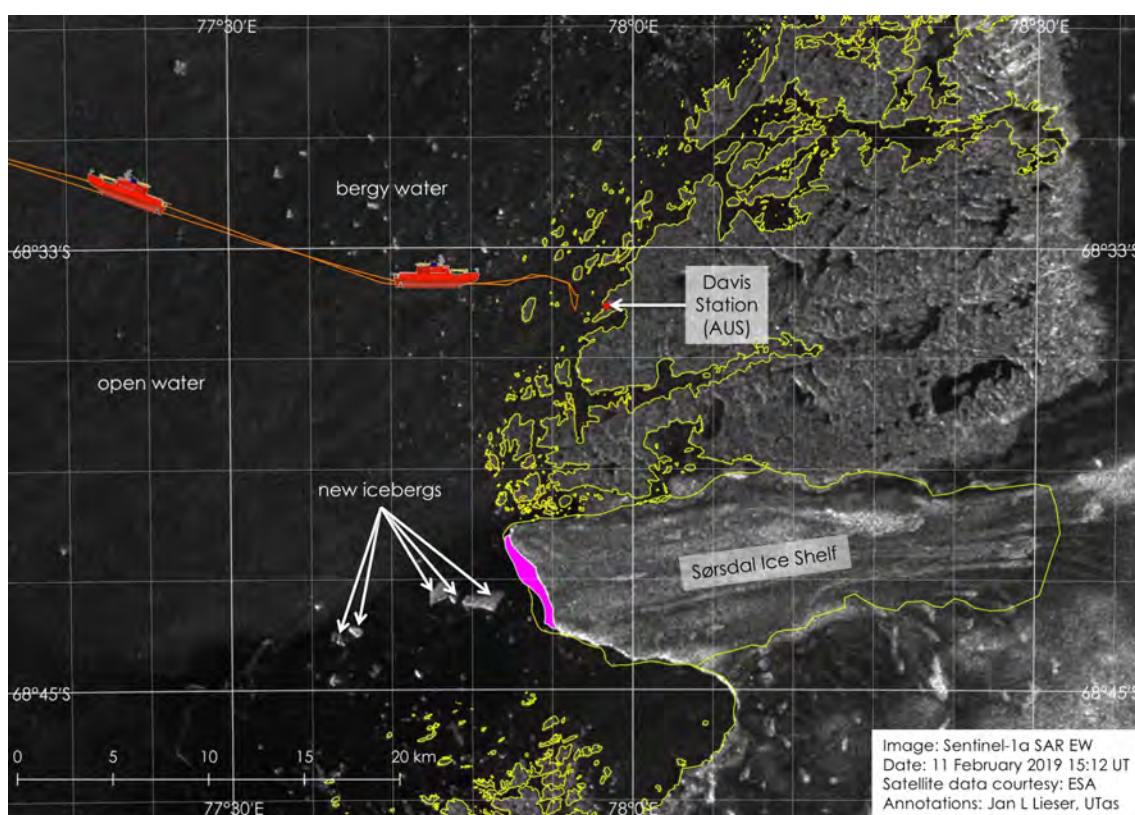 77°30'E
78°0'E
78°30'E
bergy water
68°33'S
68°33'S
Davis
Station
(AUS)
open water
new icebergs
Sørsdal Ice Shelf
68°45'S
68°45'S
0 5 10 20 km
77°30'E
78°0'E
Image: Sentinel-1a SAR EW
Date: 11 February 2019 15:12 UT
Satellite data courtesy: ESA
Annotations: Jan L Lieser, UTas